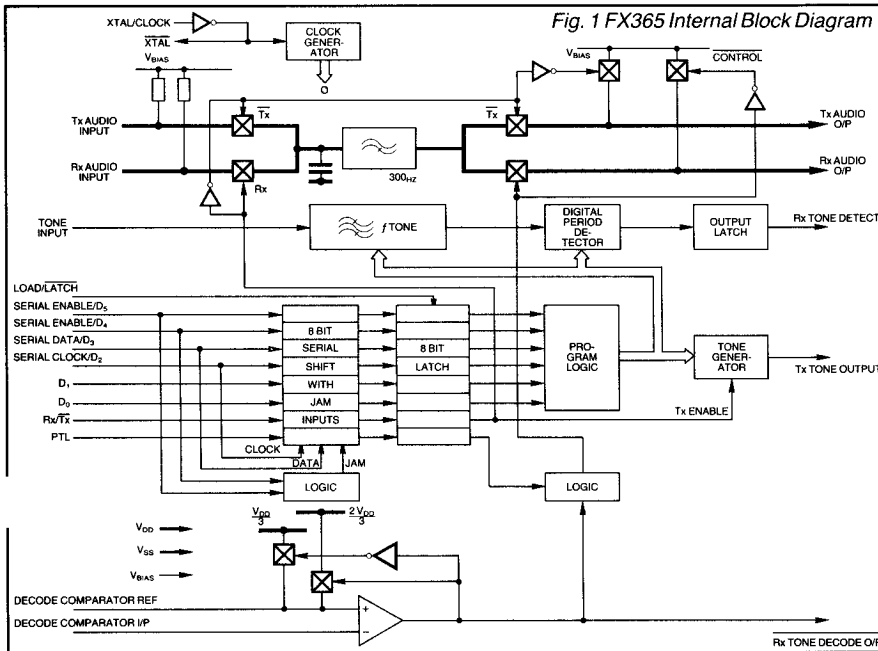 Fig. 1 FX365 Internal Block Diagram
XTAL/CLOCK
XTAL
CLOCK
GENER-
ATOR
Ø
VBIAS
VBIAS
CONTROL
Tx AUDIO
INPUT
Tx
Tx
Tx AUDIO
O/P
Rx AUDIO
INPUT
Rx
300HZ
Rx AUDIO
O/P
TONE
INPUT
f TONE
DIGITAL
PERIOD
DE-
TECTOR
OUTPUT
LATCH
Rx TONE DETECT
LOAD/LATCH
SERIAL ENABLE/D5
SERIAL ENABLE/D4
SERIAL DATA/D3
SERIAL CLOCK/D2
D1
D0
Rx/Tx
PTL
8 BIT
SERIAL
SHIFT
WITH
JAM
INPUTS
8 BIT
LATCH
PRO-
GRAM
LOGIC
TONE
GENER-
ATOR
Tx TONE OUTPUT
Tx ENABLE
CLOCK
DATA
JAM
LOGIC
LOGIC
VDD
3
2 VDD
3
VDD
VSS
VBIAS
DECODE COMPARATOR REF
DECODE COMPARATOR I/P
+
−
Rx TONE DECODE O/P